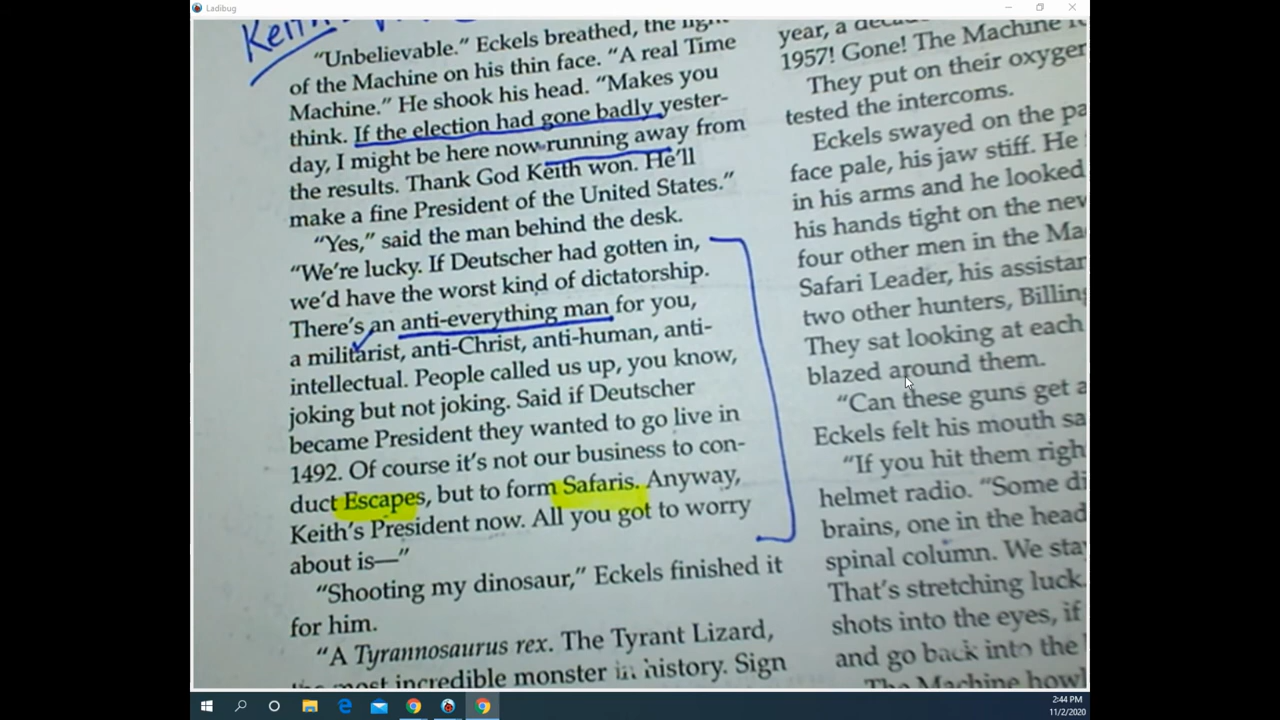 Ladibug
Keith
"Unbelievable." Eckels breathed, the light
of the Machine on his thin face. "A real Time
Machine." He shook his head. "Makes you
think. If the election had gone badly yester-
day, I might be here now running away from
the results. Thank God Keith won. He'll
make a fine President of the United States."
"Yes," said the man behind the desk.
"We're lucky. If Deutscher had gotten in,
we'd have the worst kind of dictatorship.
There's an anti-everything man for you,
a militarist, anti-Christ, anti-human, anti-
intellectual. People called us up, you know,
joking but not joking. Said if Deutscher
became President they wanted to go live in
1492. Of course it's not our business to con-
duct Escapes, but to form Safaris. Anyway,
Keith's President now. All you got to worry
about is—"
"Shooting my dinosaur," Eckels finished it
for him.
"A Tyrannosaurus rex. The Tyrant Lizard,
most incredible monster in history. Sign
year, a
1957! Gone! The Machine
They put on their oxygen
tested the intercoms.
Eckels swayed on the pa
face pale, his jaw stiff. He
in his arms and he looked
his hands tight on the new
four other men in the Ma
Safari Leader, his assistan
two other hunters, Billing
They sat looking at each
blazed around them.
"Can these guns get a
Eckels felt his mouth sa
"If you hit them righ
helmet radio. "Some di
brains, one in the head
spinal column. We stay
That's stretching luck.
shots into the eyes, if
and go back into the
The Machine howl
2:44 PM
11/2/2020